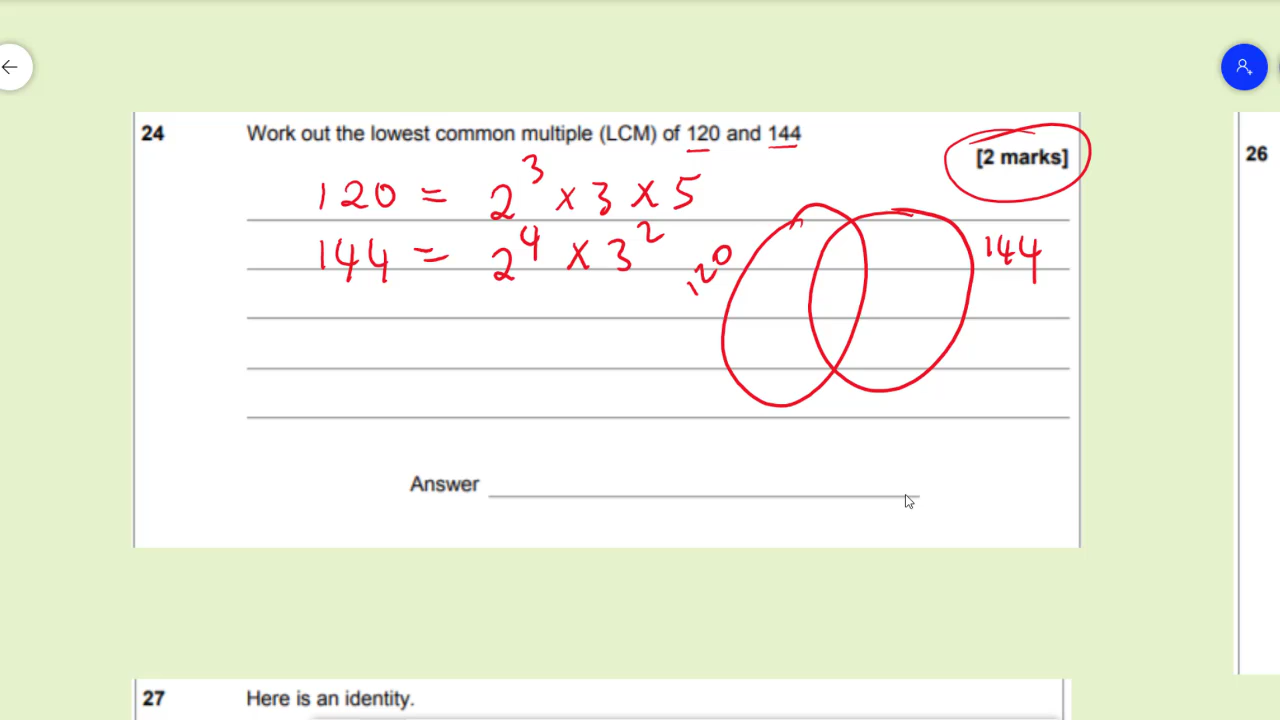 24 Work out the lowest common multiple (LCM) of 120 and 144
[2 marks]
26
120 = 2³ × 3 × 5
144 = 2⁴ × 3²
120
144
Answer
27 Here is an identity.